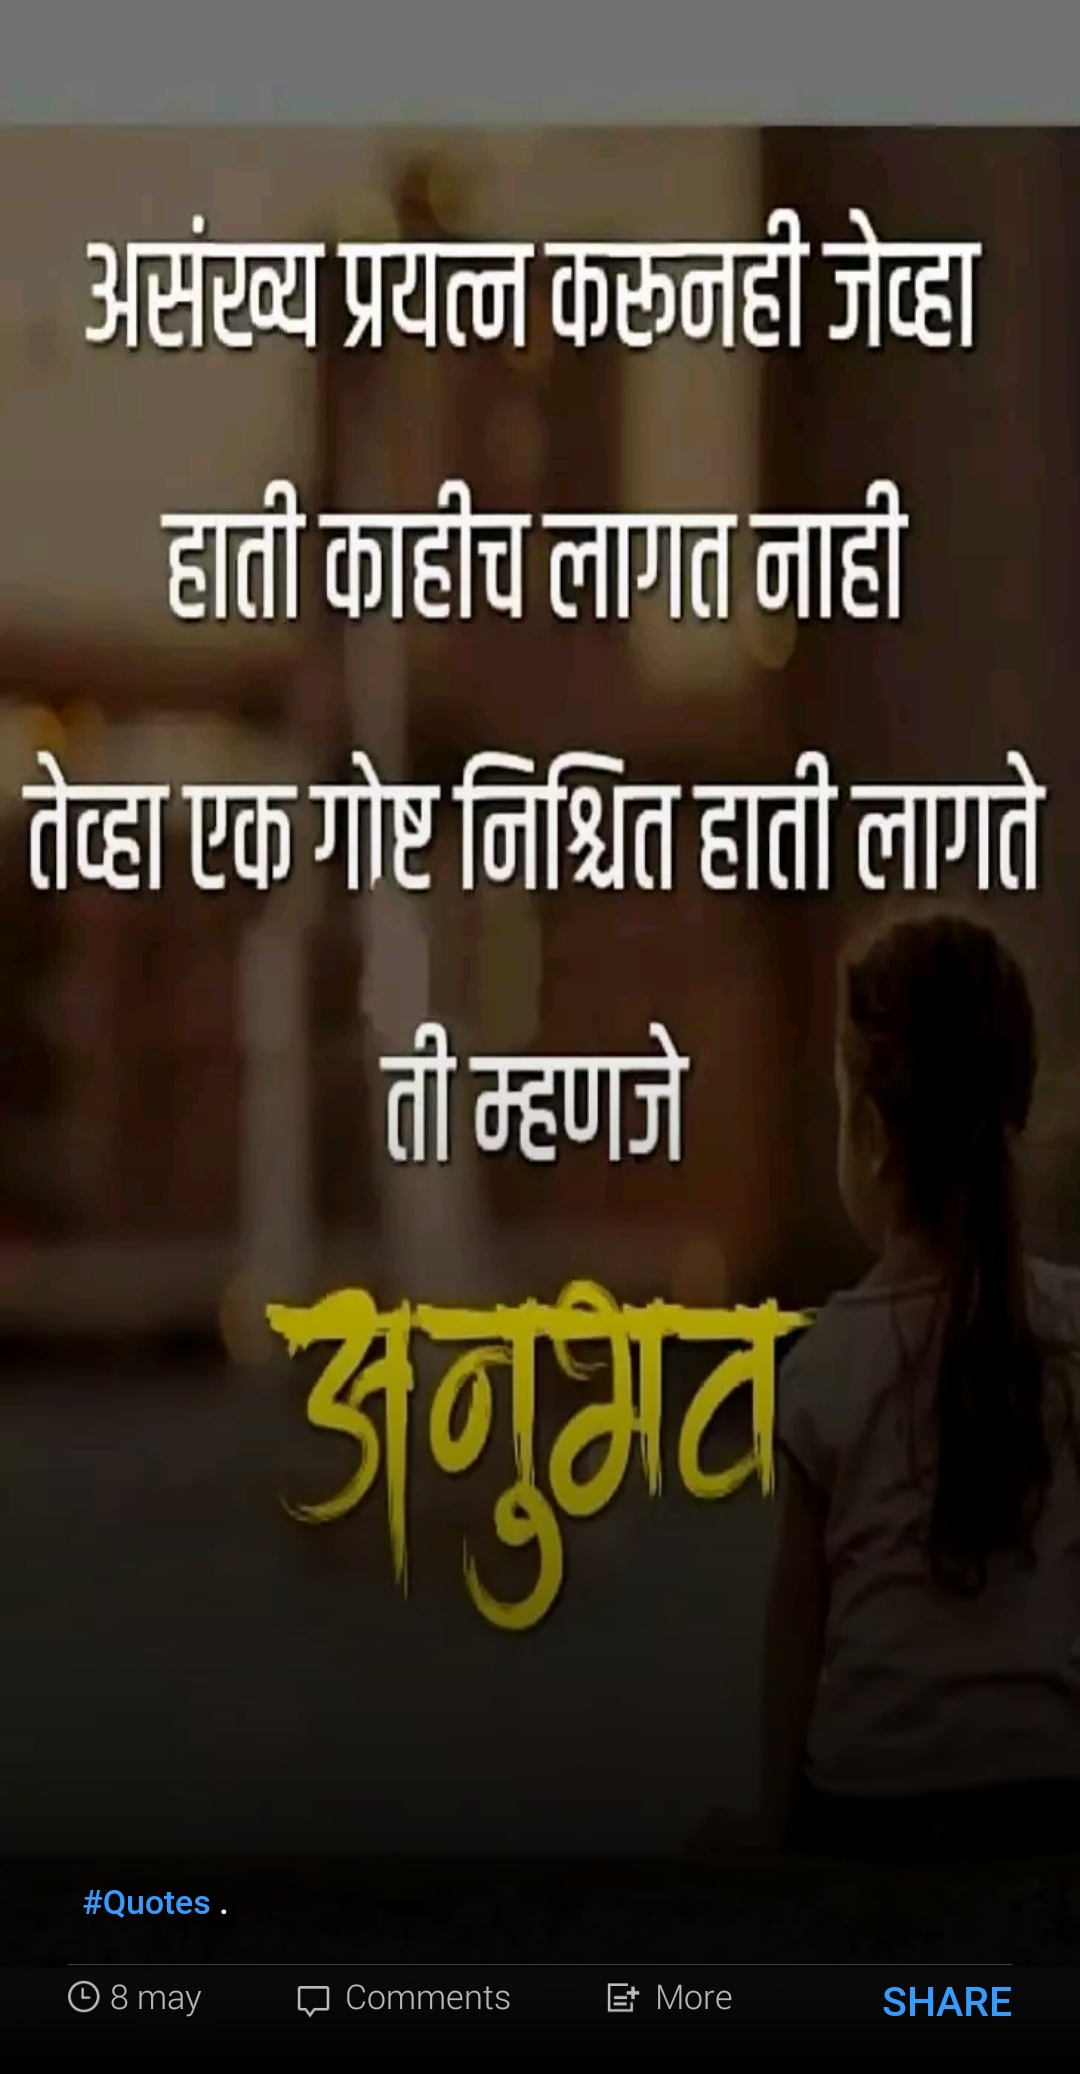 असंख्य प्रयत्न करूनही जेव्हा
हाती काहीच लागत नाही
तेव्हा एक गोष्ट निश्चित हाती लागते
ती म्हणजे
अनुभव
#Quotes .
8 may
Comments
More
SHARE